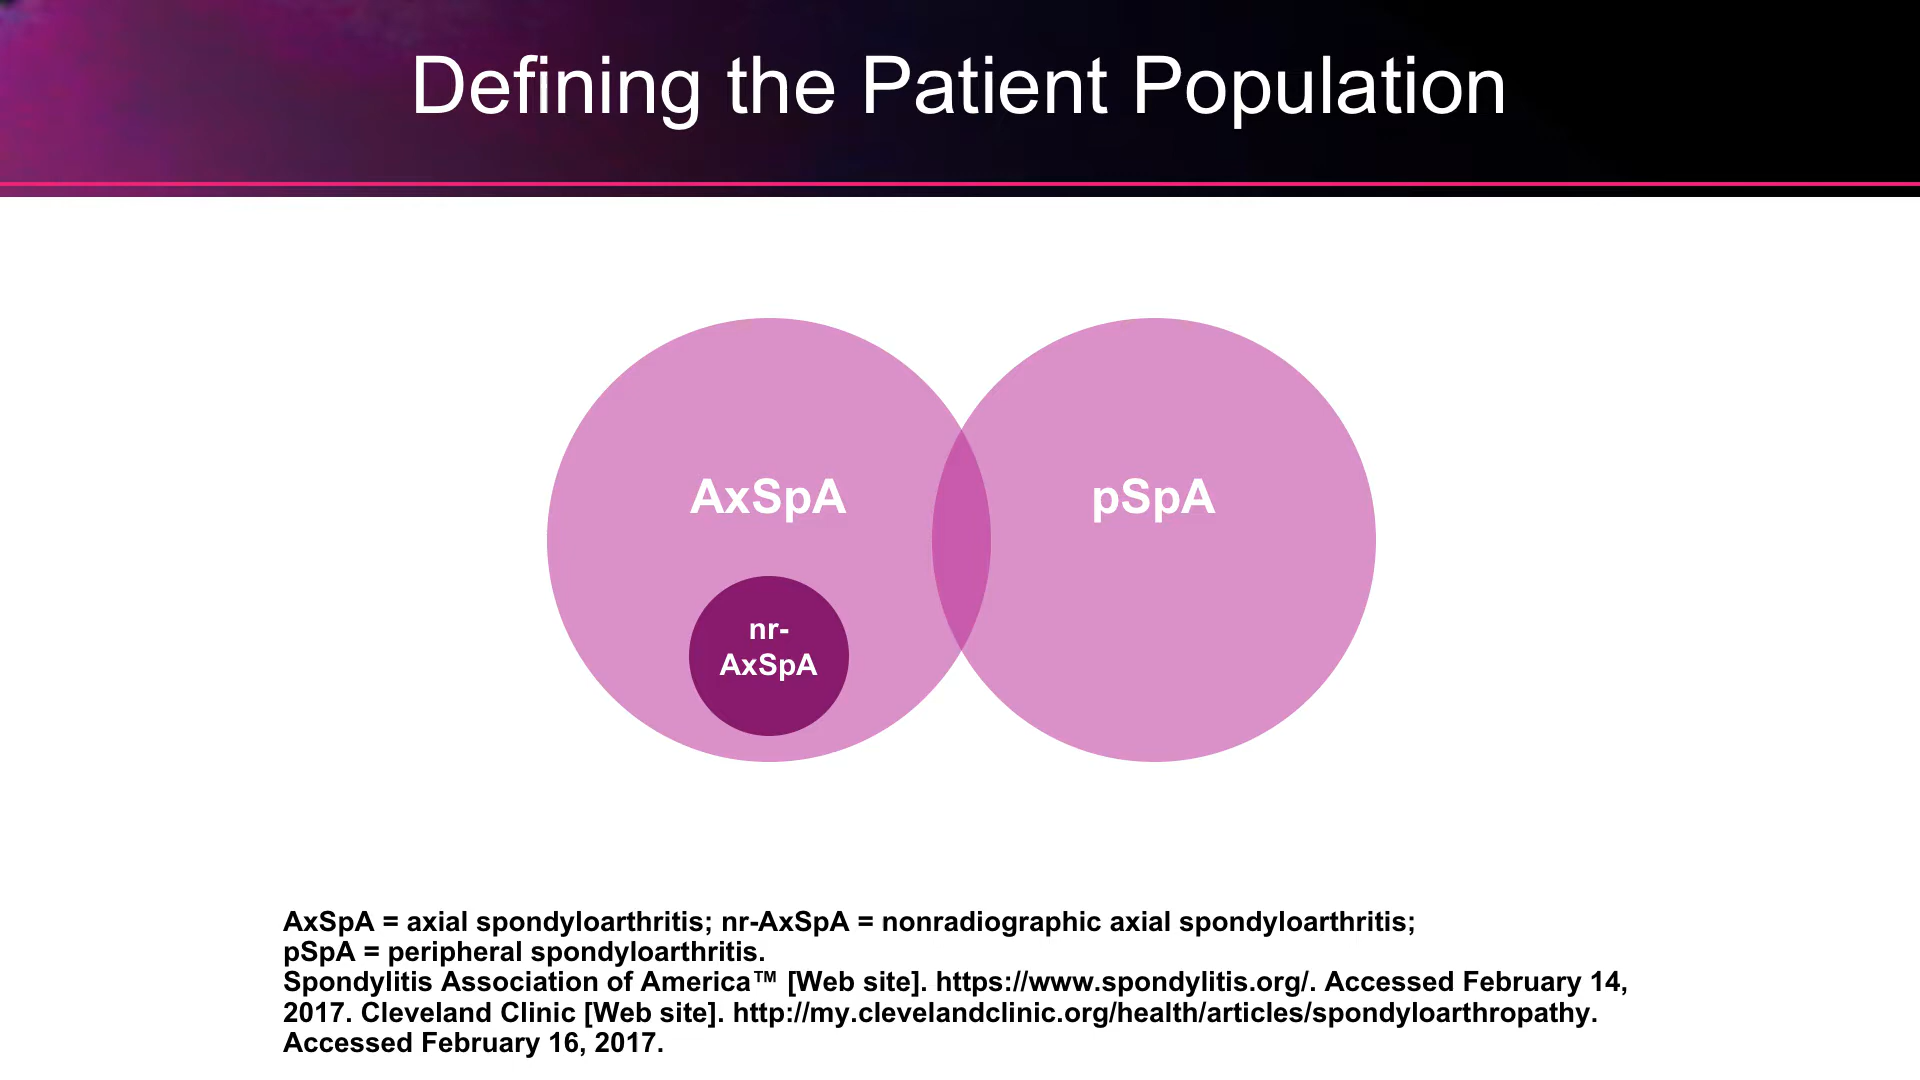 Defining the Patient Population
AxSpA
pSpA
nr-
AxSpA
AxSpA = axial spondyloarthritis; nr-AxSpA = nonradiographic axial spondyloarthritis;
pSpA = peripheral spondyloarthritis.
Spondylitis Association of America™ [Web site]. https://www.spondylitis.org/. Accessed February 14,
2017. Cleveland Clinic [Web site]. http://my.clevelandclinic.org/health/articles/spondyloarthropathy.
Accessed February 16, 2017.